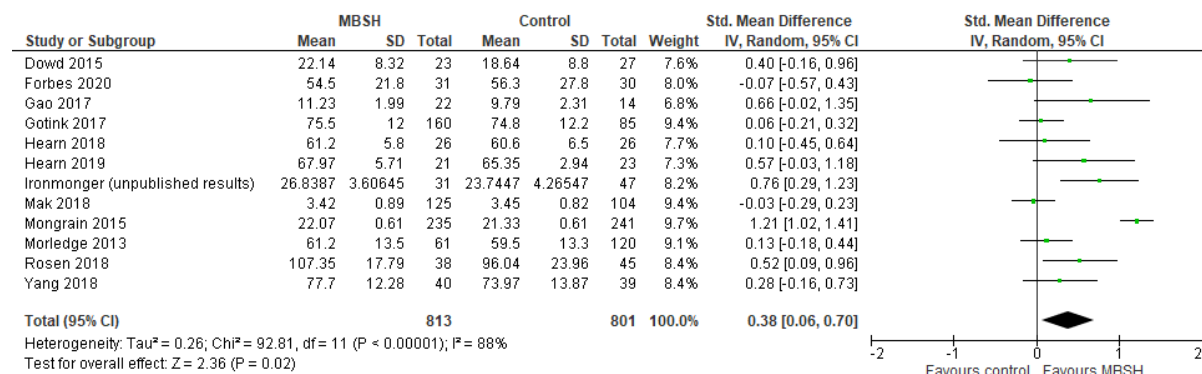 MBSH Control Std. Mean Difference Std. Mean Difference
Study or Subgroup Mean SD Total Mean SD Total Weight IV, Random, 95% CI IV, Random, 95% CI
Dowd 2015 22.14 8.32 23 18.64 8.8 27 7.6% 0.40 [-0.16, 0.96]
Forbes 2020 54.5 21.8 31 56.3 27.8 30 8.0% -0.07 [-0.57, 0.43]
Gao 2017 11.23 1.99 22 9.79 2.31 14 6.8% 0.66 [-0.02, 1.35]
Gotink 2017 75.5 12 160 74.8 12.2 85 9.4% 0.06 [-0.21, 0.32]
Hearn 2018 61.2 5.8 26 60.6 6.5 26 7.7% 0.10 [-0.45, 0.64]
Hearn 2019 67.97 5.71 21 65.35 2.94 23 7.3% 0.57 [-0.03, 1.18]
Ironmonger (unpublished results) 26.8387 3.60645 31 23.7447 4.26547 47 8.2% 0.76 [0.29, 1.23]
Mak 2018 3.42 0.89 125 3.45 0.82 104 9.4% -0.03 [-0.29, 0.23]
Mongrain 2015 22.07 0.61 235 21.33 0.61 241 9.7% 1.21 [1.02, 1.41]
Morledge 2013 61.2 13.5 61 59.5 13.3 120 9.1% 0.13 [-0.18, 0.44]
Rosen 2018 107.35 17.79 38 96.04 23.96 45 8.4% 0.52 [0.09, 0.96]
Yang 2018 77.7 12.28 40 73.97 13.87 39 8.4% 0.28 [-0.16, 0.73]
Total (95% CI) 813 801 100.0% 0.38 [0.06, 0.70]
Heterogeneity: Tau² = 0.26; Chi² = 92.81, df = 11 (P < 0.00001); I² = 88%
Test for overall effect: Z = 2.36 (P = 0.02)
-2 -1 0 1 2
Favours control Favours MBSH